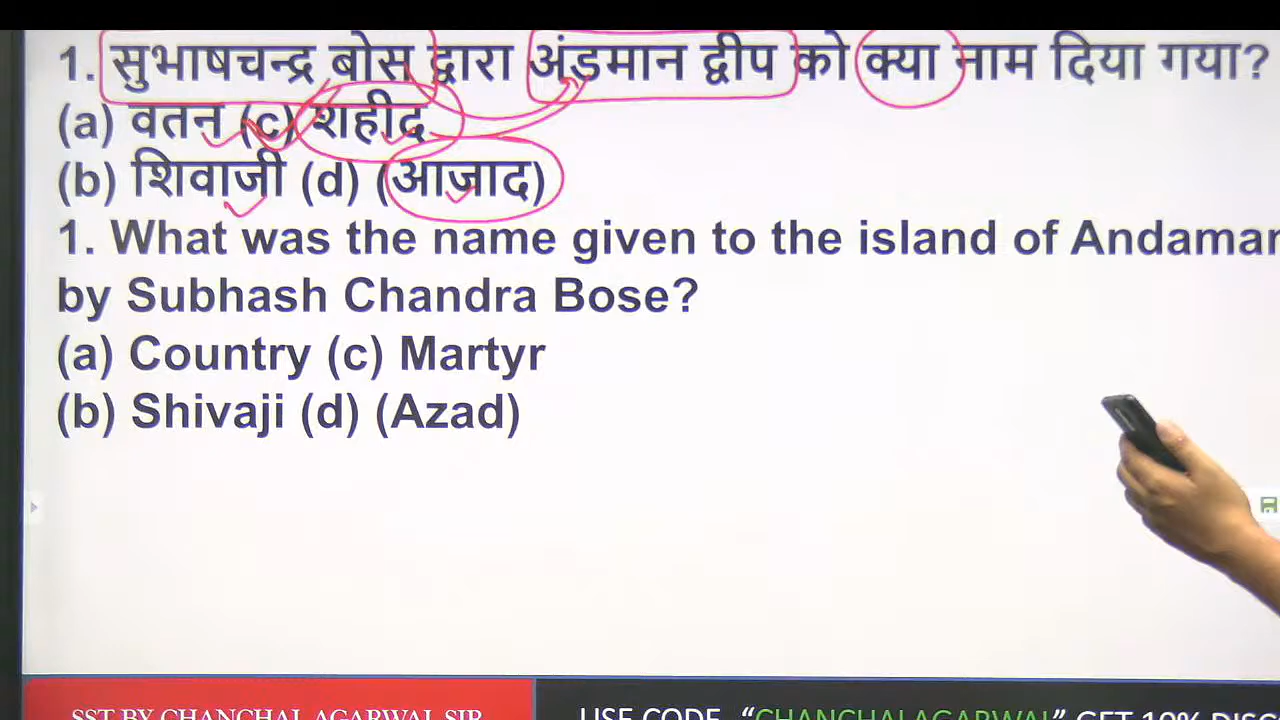 1. सुभाषचन्द्र बोस द्वारा अंडमान द्वीप को क्या नाम दिया गया?
(a) वतन (c) शहीद
(b) शिवाजी (d) (आजाद)
1. What was the name given to the island of Andaman
by Subhash Chandra Bose?
(a) Country (c) Martyr
(b) Shivaji (d) (Azad)
SST BY CHANCHAL AGARWAL SIR
USE CODE "CHANCHALAGARWAL" GET 10%